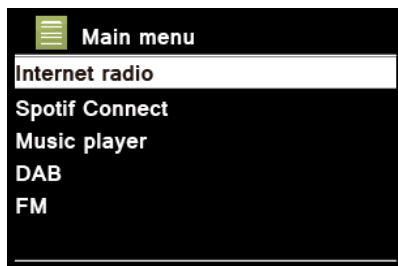 Main menu
Internet radio
Spotif Connect
Music player
DAB
FM